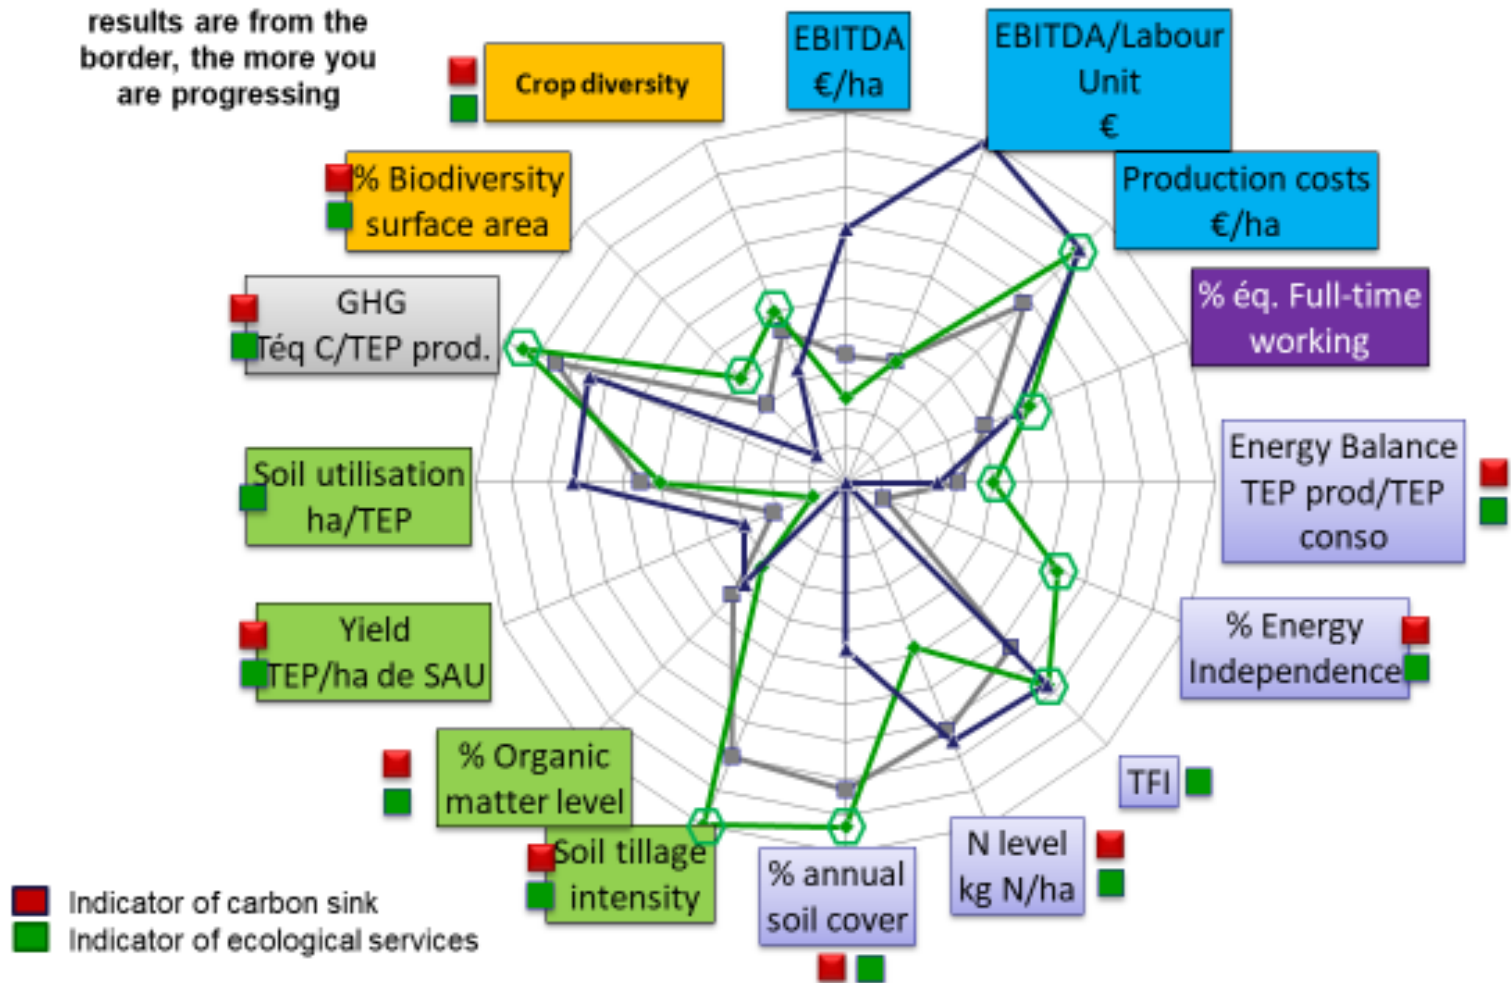 results are from the
border, the more you
are progressing
Crop diversity
EBITDA
€/ha
EBITDA/Labour
Unit
€
Production costs
€/ha
% Biodiversity
surface area
% éq. Full-time
working
GHG
Téq C/TEP prod.
Energy Balance
TEP prod/TEP
conso
Soil utilisation
ha/TEP
% Energy
Independence
Yield
TEP/ha de SAU
TFI
% Organic
matter level
N level
kg N/ha
Soil tillage
intensity
% annual
soil cover
Indicator of carbon sink
Indicator of ecological services